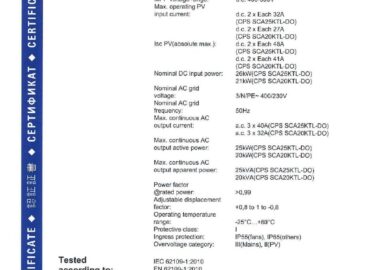 Max. operating PV
input current: d.c. 2 x Each 32A
(CPS SCA25KTL-DO)
d.c. 2 x Each 27A
(CPS SCA20KTL-DO)
Isc PV(absolute max.): d.c. 2 x Each 48A
(CPS SCA25KTL-DO)
d.c. 2 x Each 41A
(CPS SCA20KTL-DO)
Nominal DC input power: 26kW(CPS SCA25KTL-DO)
21kW(CPS SCA20KTL-DO)
Nominal AC grid
voltage: 3/N/PE~ 400/230V
Nominal AC grid
frequency: 50Hz
Max. continuous AC
output current: a.c. 3 x 40A(CPS SCA25KTL-DO)
a.c. 3 x 32A(CPS SCA20KTL-DO)
Max. continuous AC
output active power: 25kW(CPS SCA25KTL-DO)
20kW(CPS SCA20KTL-DO)
Max. continuous AC
output apparent power: 25kVA(CPS SCA25KTL-DO)
20kVA(CPS SCA20KTL-DO)
Power factor
@rated power: >0,99
Adjustable displacement
factor: +0,8 to 1 to -0,8
Operating temperature
range: -25°C...+60°C
Protective class: I
Ingress protection: IP55(fans), IP65(others)
Overvoltage category: III(Mains), II(PV)
Tested
according to:
IEC 62109-1:2010
EN 62109-1:2010
CERTIFICATE ◆ 認証証書 ◆ СЕРТИФИКАТ ◆ CERTIFIC